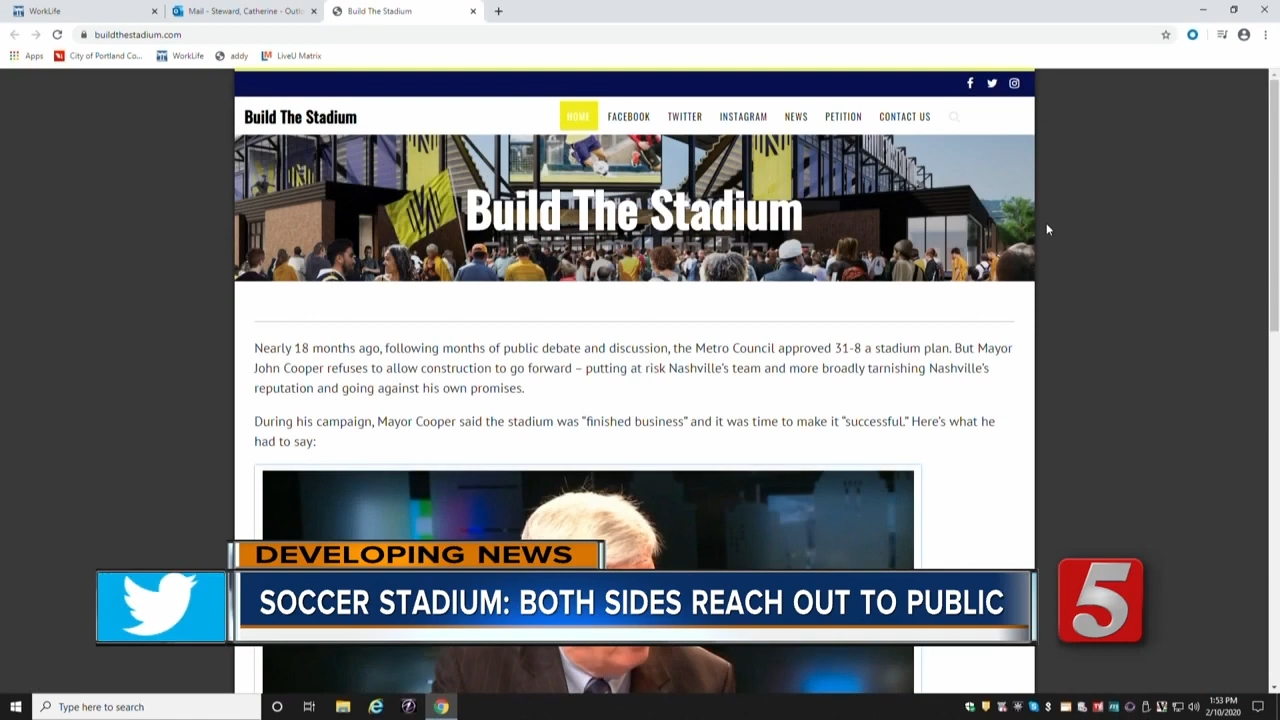 WorkLife
Mail - Steward, Catherine - Outl
Build The Stadium
buildthestadium.com
Apps
City of Portland Co...
WorkLife
addy
LiveU Matrix
Build The Stadium
HOME
FACEBOOK
TWITTER
INSTAGRAM
NEWS
PETITION
CONTACT US
Build The Stadium
Nearly 18 months ago, following months of public debate and discussion, the Metro Council approved 31-8 a stadium plan. But Mayor
John Cooper refuses to allow construction to go forward – putting at risk Nashville's team and more broadly tarnishing Nashville's
reputation and going against his own promises.
During his campaign, Mayor Cooper said the stadium was "finished business" and it was time to make it "successful." Here's what he
had to say:
DEVELOPING NEWS
SOCCER STADIUM: BOTH SIDES REACH OUT TO PUBLIC
5
Type here to search
1:53 PM
2/10/2020